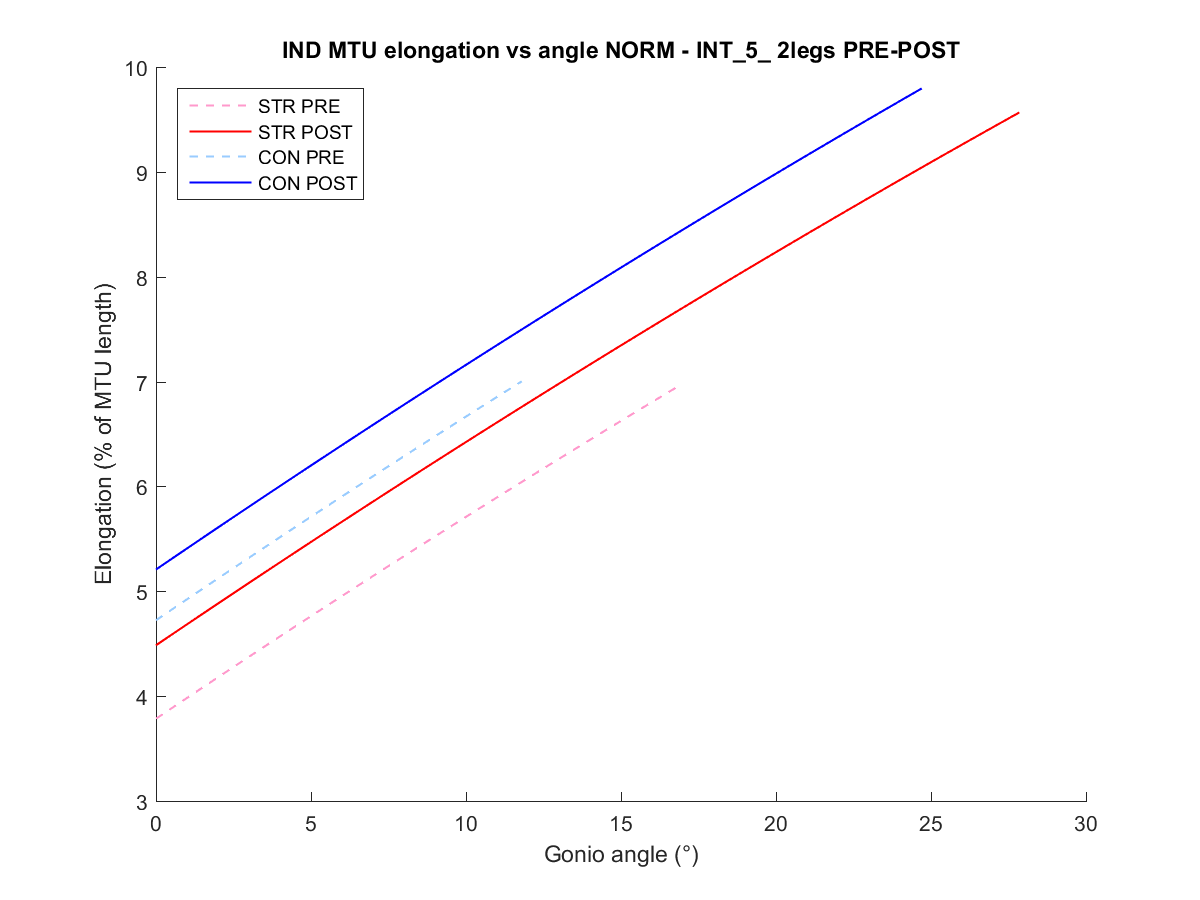 IND MTU elongation vs angle NORM - INT_5_ 2legs PRE-POST
10
9
8
7
6
5
4
3
STR PRE
STR POST
CON PRE
CON POST
Elongation (% of MTU length)
0 5 10 15 20 25 30
Gonio angle (°)